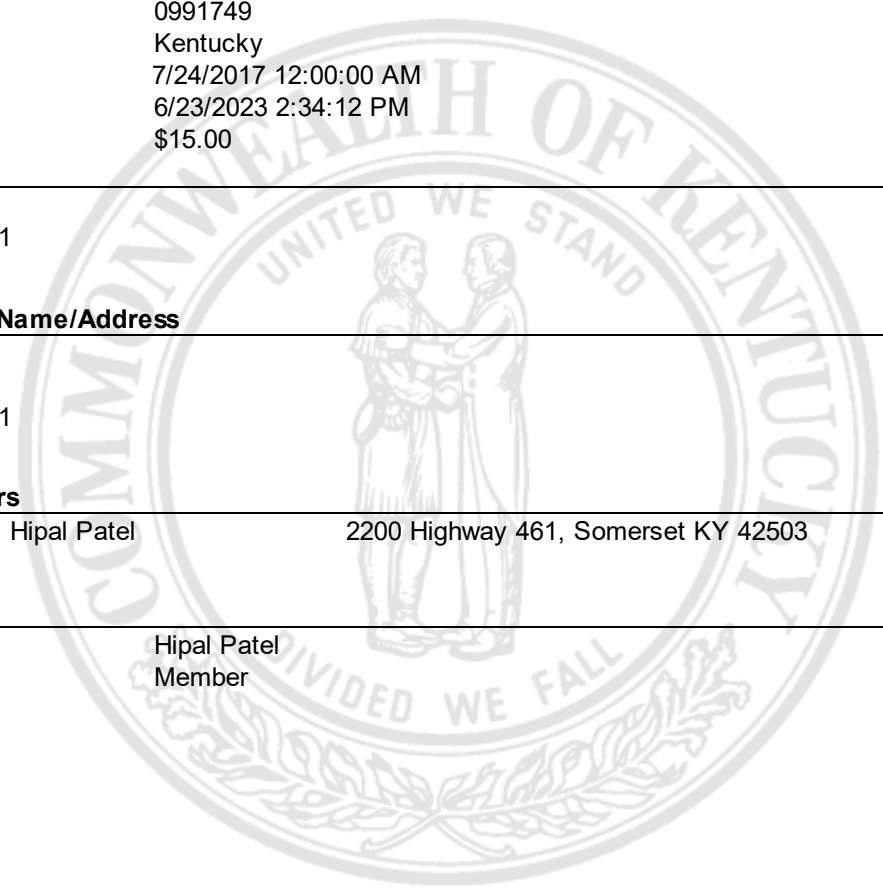 0991749
Kentucky
7/24/2017 12:00:00 AM
6/23/2023 2:34:12 PM
$15.00
1
Name/Address
1
rs
Hipal Patel 2200 Highway 461, Somerset KY 42503
Hipal Patel
Member
COMMONWEALTH OF KENTUCKY
UNITED WE STAND
DIVIDED WE FALL